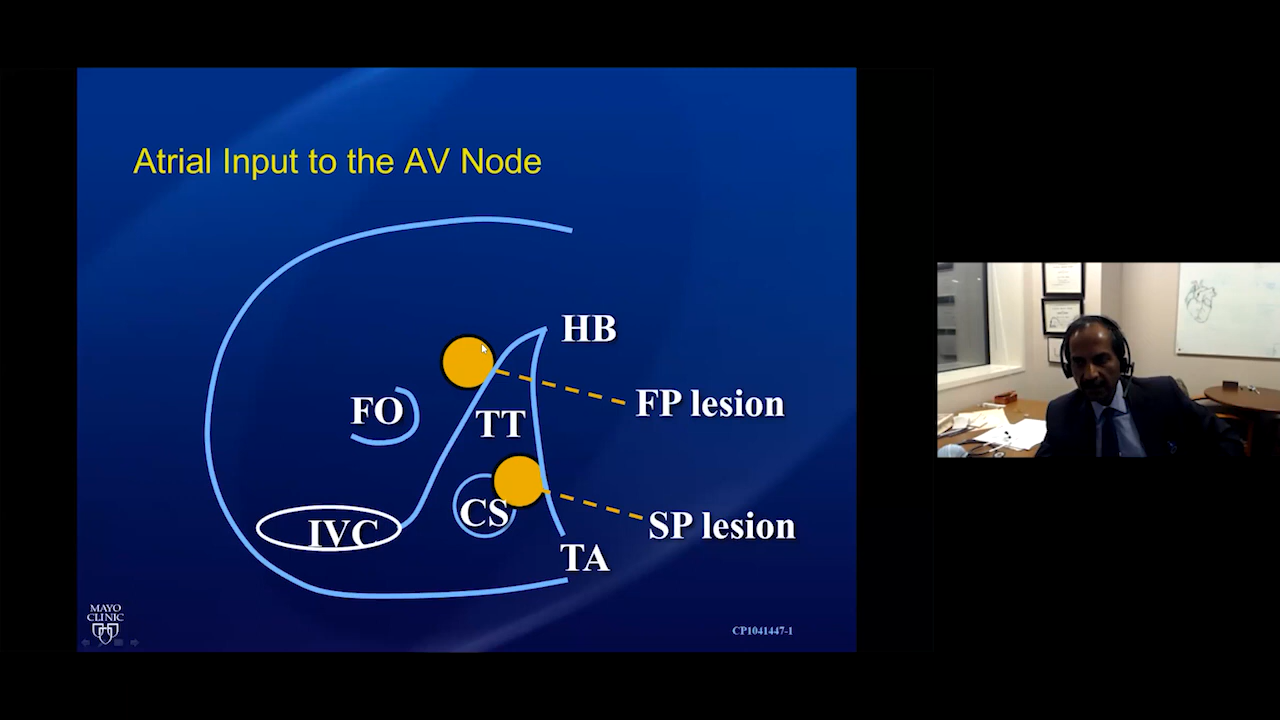 Atrial Input to the AV Node
HB
FP lesion
FO
TT
CS
SP lesion
IVC
TA
MAYO
CLINIC
CP1041447-1